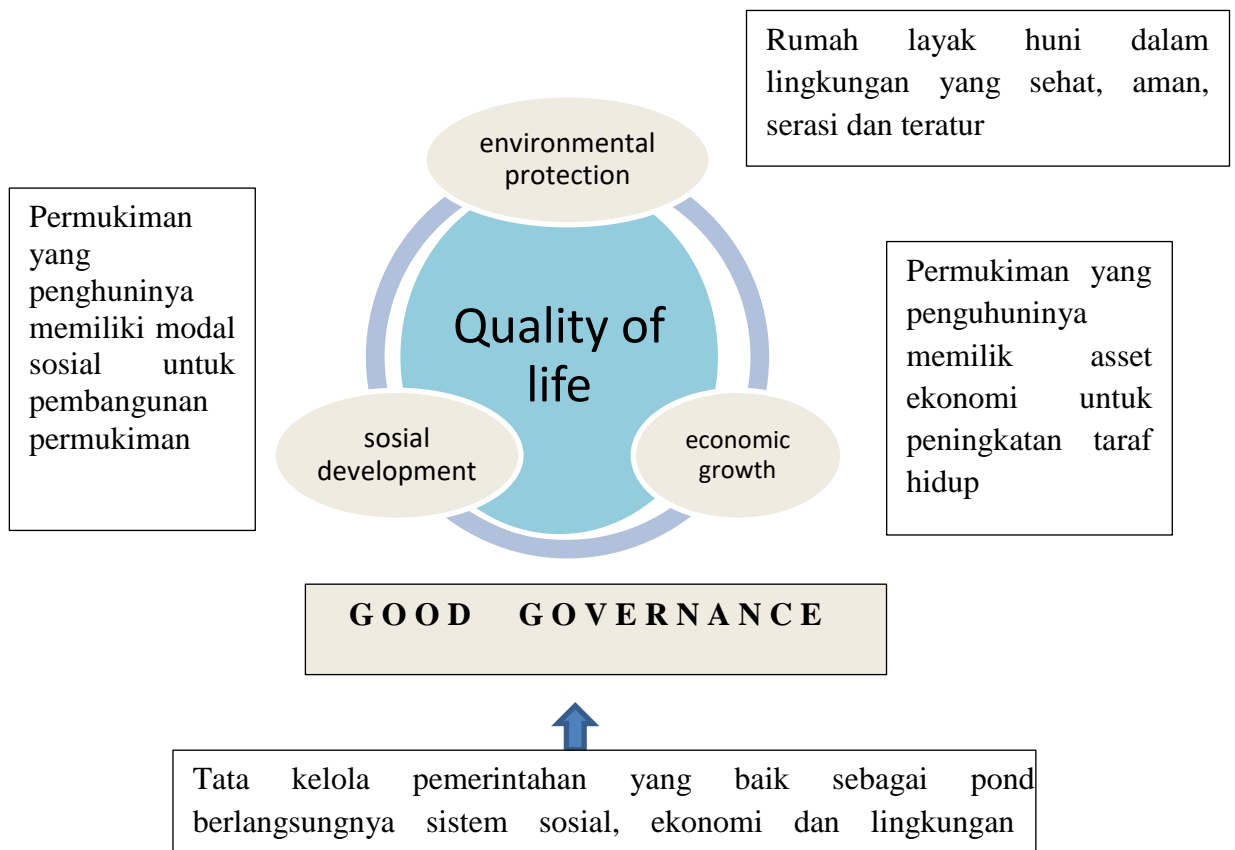 Rumah layak huni dalam
lingkungan yang sehat, aman,
serasi dan teratur
environmental
protection
Permukiman
yang
penghuninya
memiliki modal
sosial untuk
pembangunan
permukiman
Quality of
life
Permukiman yang
penguhuninya
memilik asset
ekonomi untuk
peningkatan taraf
hidup
sosial
development
economic
growth
GOOD GOVERNANCE
Tata kelola pemerintahan yang baik sebagai pond
berlangsungnya sistem sosial, ekonomi dan lingkungan